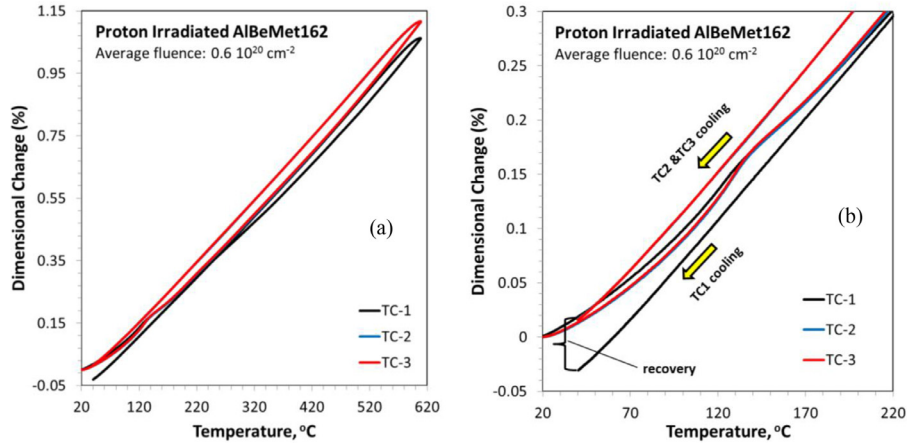 Proton Irradiated AlBeMet162
Average fluence: 0.6 10²⁰ cm⁻²
Dimensional Change (%)
1.15
1.05
0.95
0.75
0.55
0.35
0.15
-0.05
(a)
TC-1
TC-2
TC-3
20
120
220
320
420
520
620
Temperature, °C
Proton Irradiated AlBeMet162
Average fluence: 0.6 10²⁰ cm⁻²
Dimensional Change (%)
0.3
0.25
0.2
0.15
0.1
0.05
0
-0.05
TC2 &TC3 cooling
TC1 cooling
(b)
TC-1
TC-2
TC-3
recovery
20
70
120
170
220
Temperature, °C